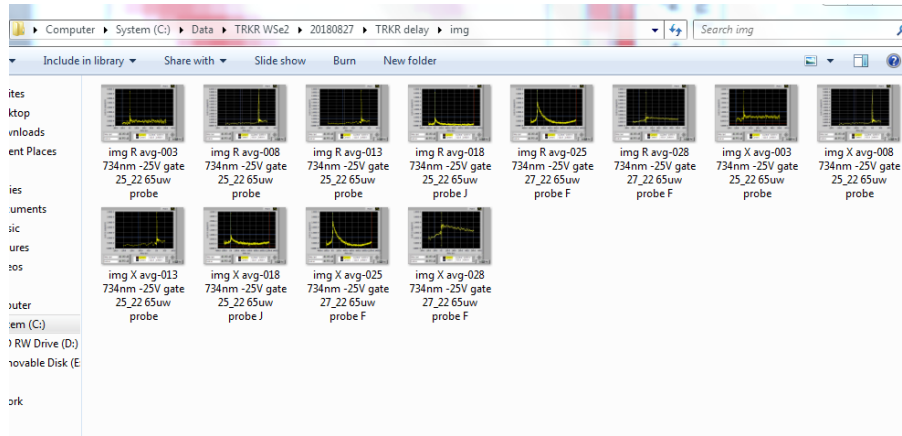 Computer ▸ System (C:) ▸ Data ▸ TRKR WSe2 ▸ 20180827 ▸ TRKR delay ▸ img
Search img
Include in library Share with Slide show Burn New folder
ites
ktop
wnloads
ent Places
ies
uments
sic
ures
eos
puter
tem (C:)
RW Drive (D:)
movable Disk (E
ork
img R avg-003 734nm -25V gate 25_22 65uw probe
img R avg-008 734nm -25V gate 25_22 65uw probe
img R avg-013 734nm -25V gate 25_22 65uw probe
img R avg-018 734nm -25V gate 25_22 65uw probe J
img R avg-025 734nm -25V gate 27_22 65uw probe F
img R avg-028 734nm -25V gate 27_22 65uw probe F
img X avg-003 734nm -25V gate 25_22 65uw probe
img X avg-008 734nm -25V gate 25_22 65uw probe
img X avg-013 734nm -25V gate 25_22 65uw probe
img X avg-018 734nm -25V gate 25_22 65uw probe J
img X avg-025 734nm -25V gate 27_22 65uw probe F
img X avg-028 734nm -25V gate 27_22 65uw probe F